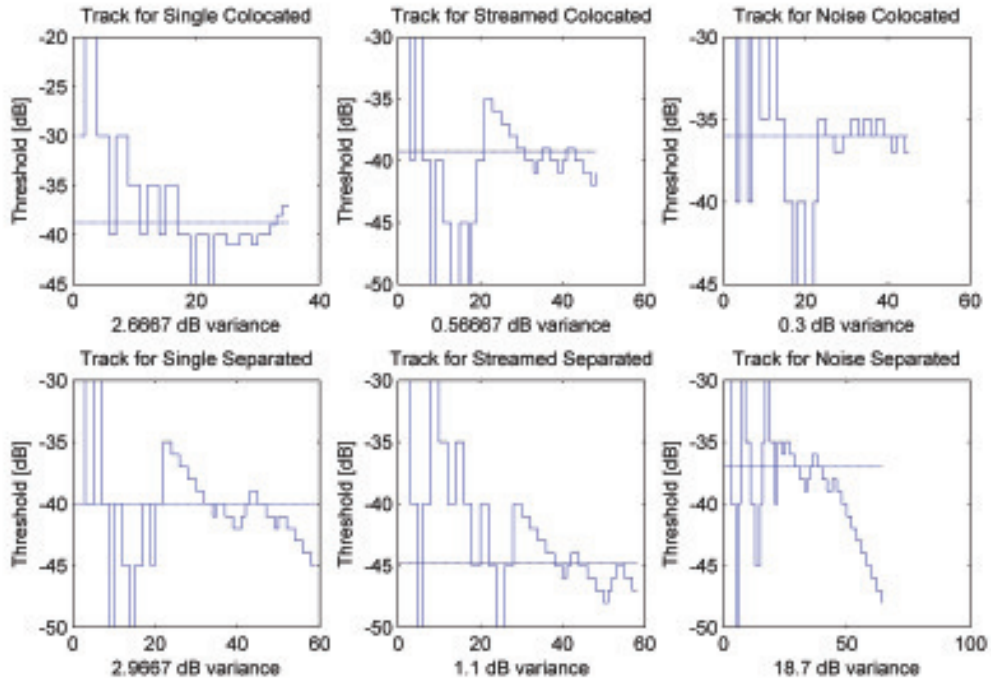 Track for Single Colocated
Threshold [dB]
-20
-25
-30
-35
-40
-45
0
20
40
2.6667 dB variance
Track for Streamed Colocated
Threshold [dB]
-30
-35
-40
-45
-50
0
20
40
60
0.56667 dB variance
Track for Noise Colocated
Threshold [dB]
-30
-35
-40
-45
0
20
40
60
0.3 dB variance
Track for Single Separated
Threshold [dB]
-30
-35
-40
-45
-50
0
20
40
60
2.9667 dB variance
Track for Streamed Separated
Threshold [dB]
-30
-35
-40
-45
-50
0
20
40
60
1.1 dB variance
Track for Noise Separated
Threshold [dB]
-30
-35
-40
-45
-50
0
50
100
18.7 dB variance